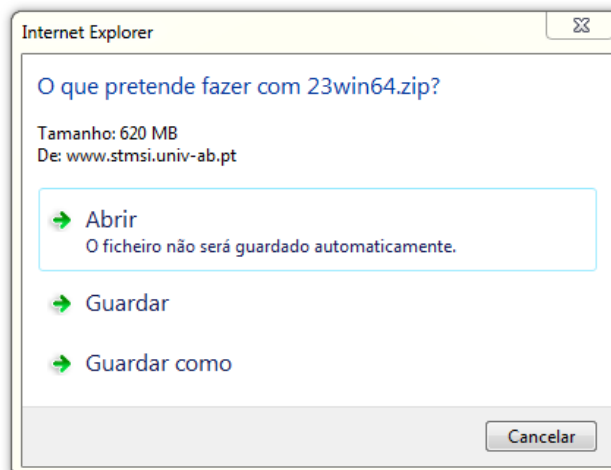 Internet Explorer
O que pretende fazer com 23win64.zip?
Tamanho: 620 MB
De: www.stmsi.univ-ab.pt
Abrir
O ficheiro não será guardado automaticamente.
Guardar
Guardar como
Cancelar